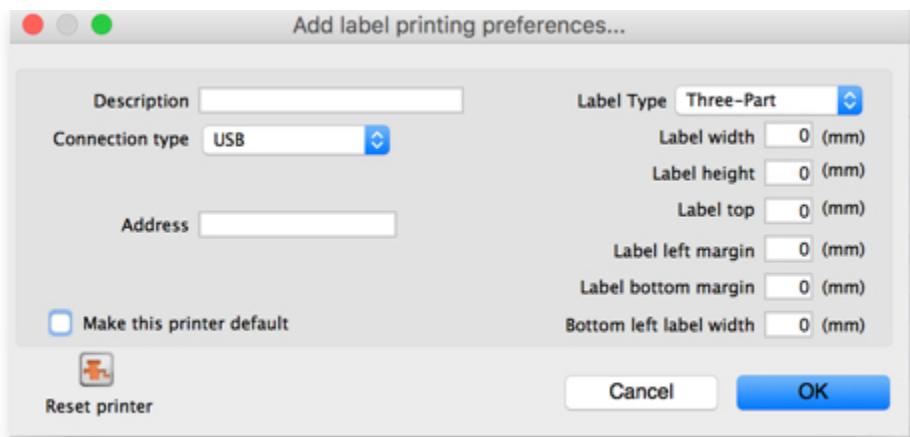 Add label printing preferences...
Description
Label Type Three-Part
Connection type USB
Label width 0 (mm)
Label height 0 (mm)
Label top 0 (mm)
Address
Label left margin 0 (mm)
Label bottom margin 0 (mm)
Make this printer default
Bottom left label width 0 (mm)
Reset printer
Cancel
OK